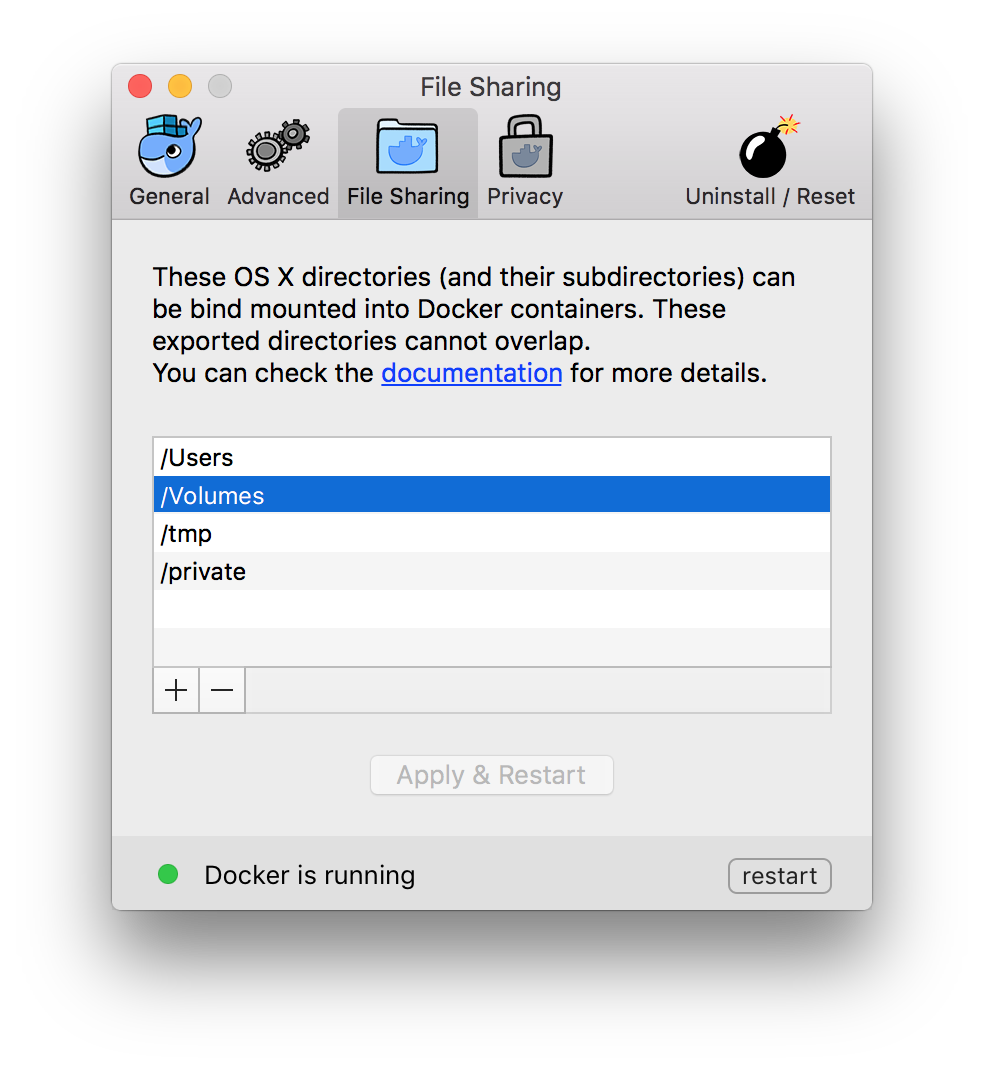 File Sharing
General Advanced File Sharing Privacy Uninstall / Reset
These OS X directories (and their subdirectories) can
be bind mounted into Docker containers. These
exported directories cannot overlap.
You can check the documentation for more details.
/Users
/Volumes
/tmp
/private
Apply & Restart
Docker is running restart